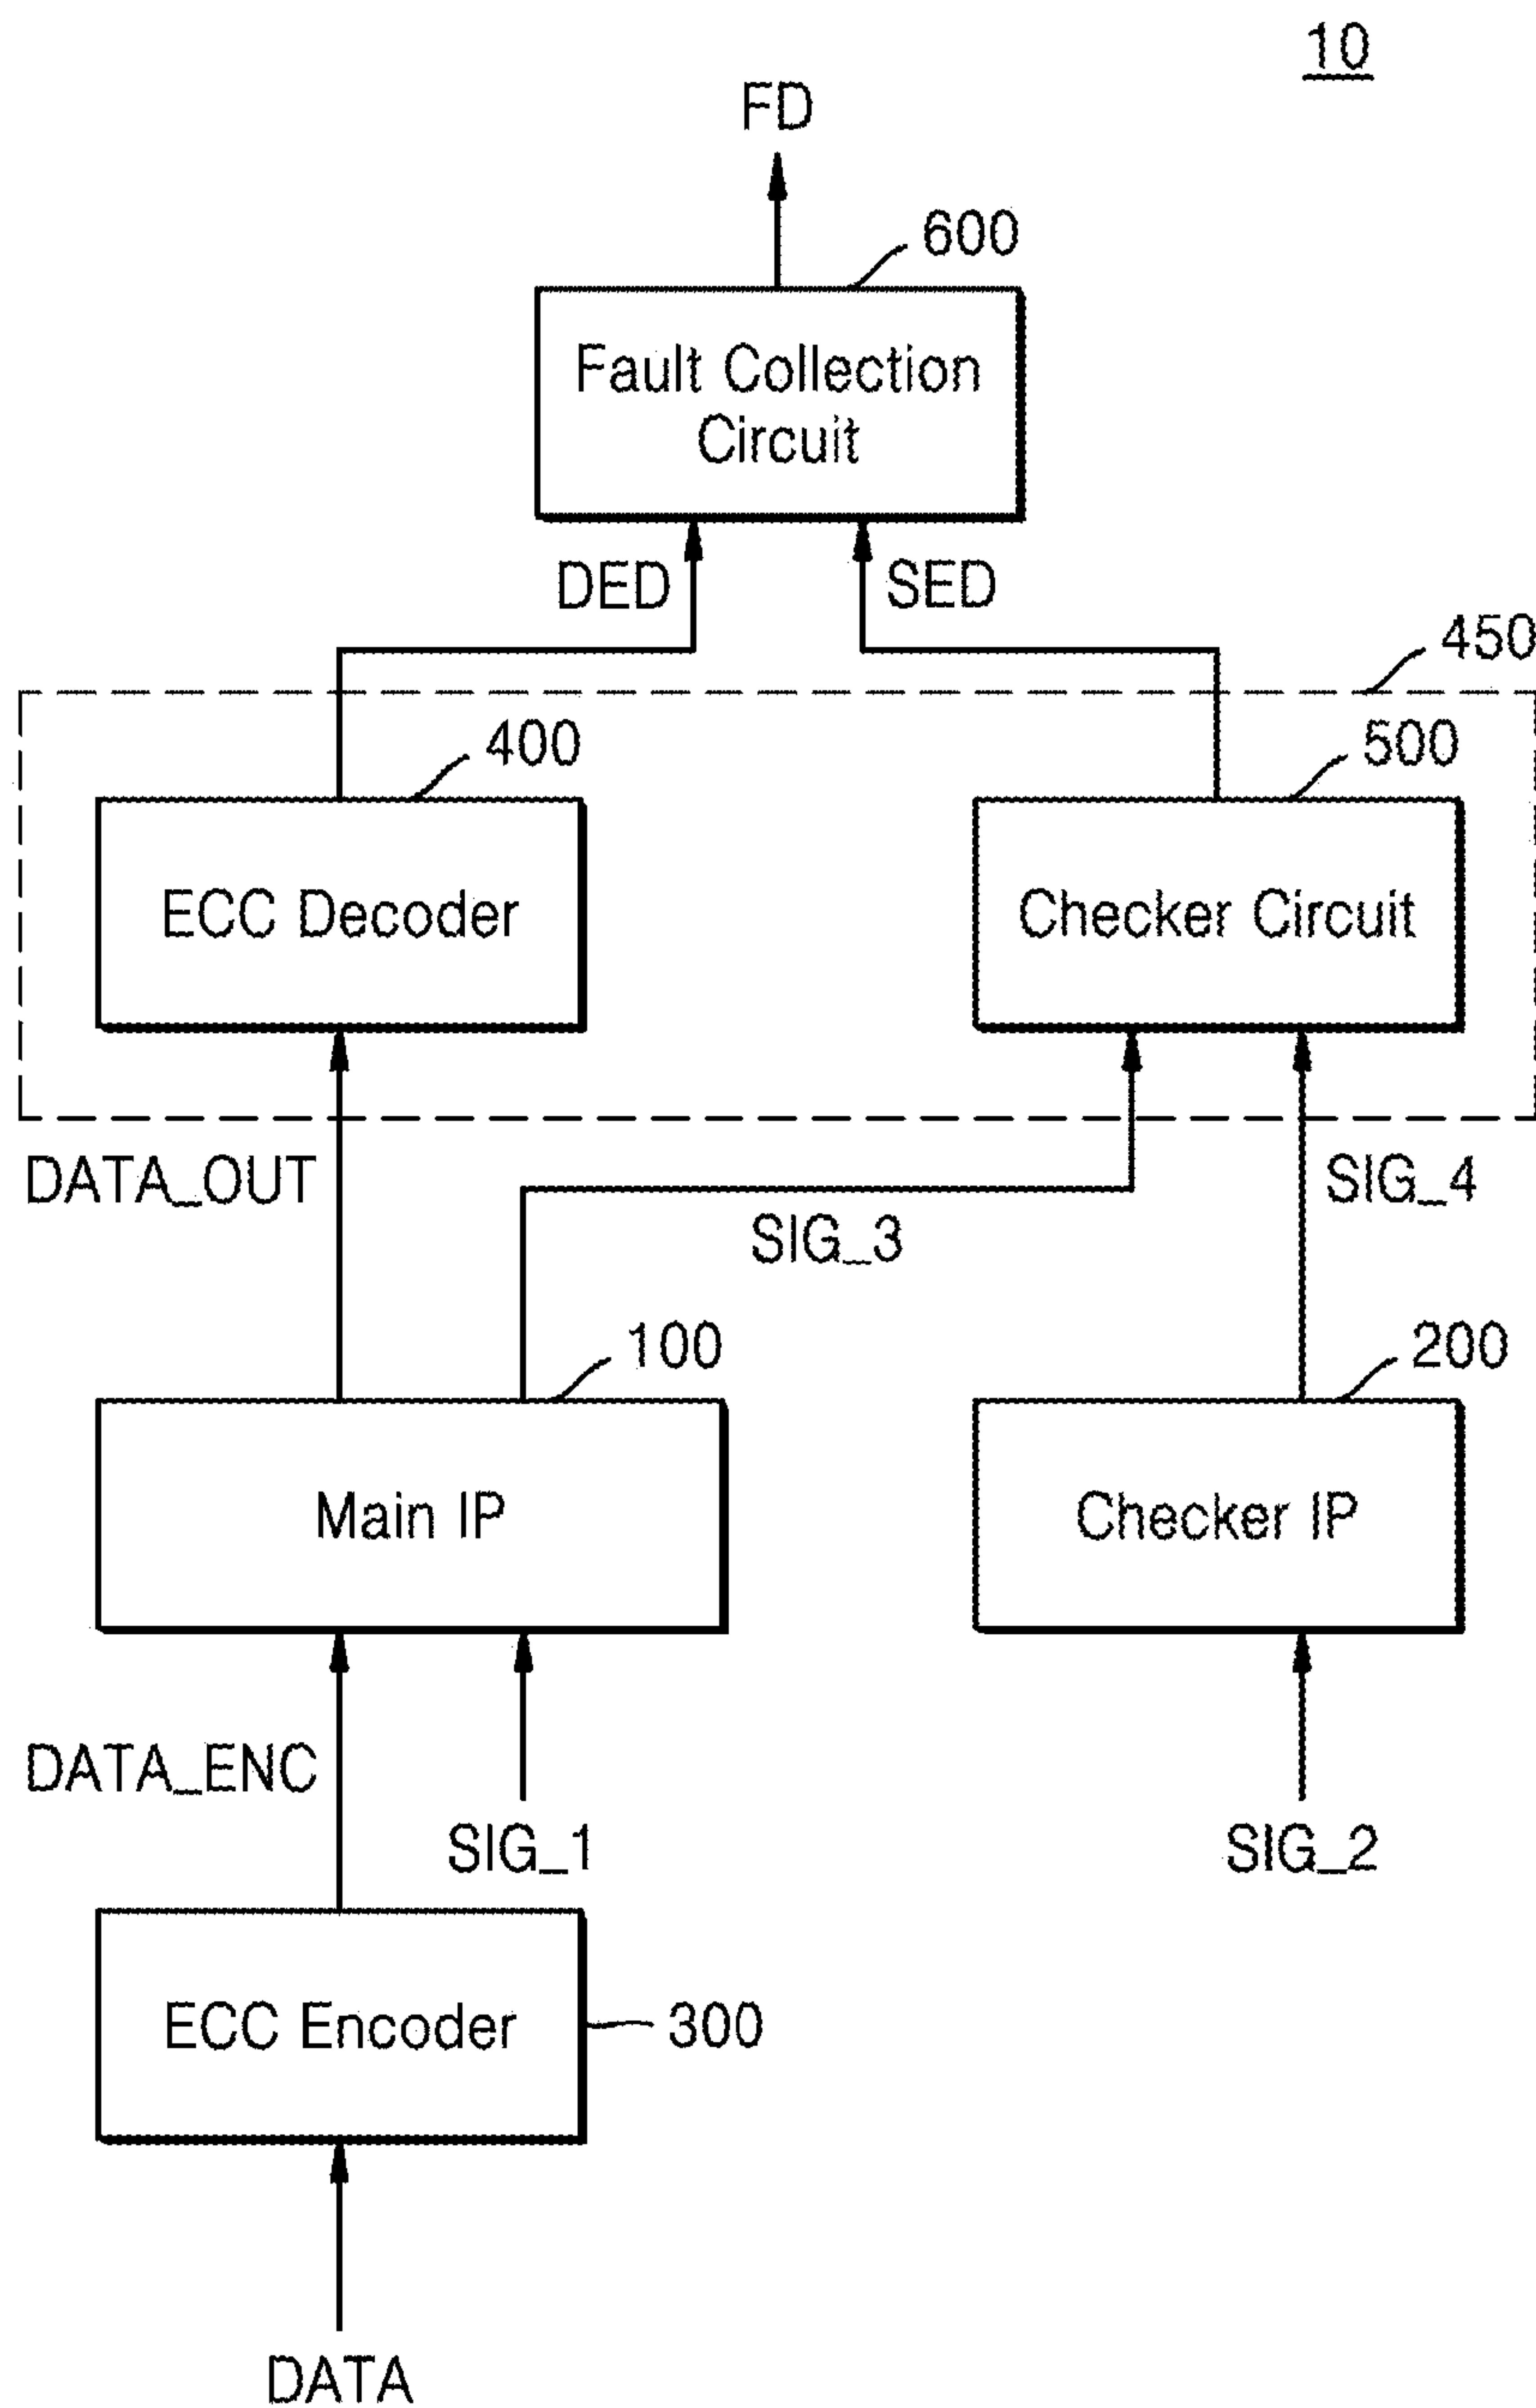 10
FD
600
Fault Collection
Circuit
DED
SED
450
400
500
ECC Decoder
Checker Circuit
DATA_OUT
SIG_4
SIG_3
100
200
Main IP
Checker IP
DATA_ENC
SIG_1
SIG_2
ECC Encoder
300
DATA